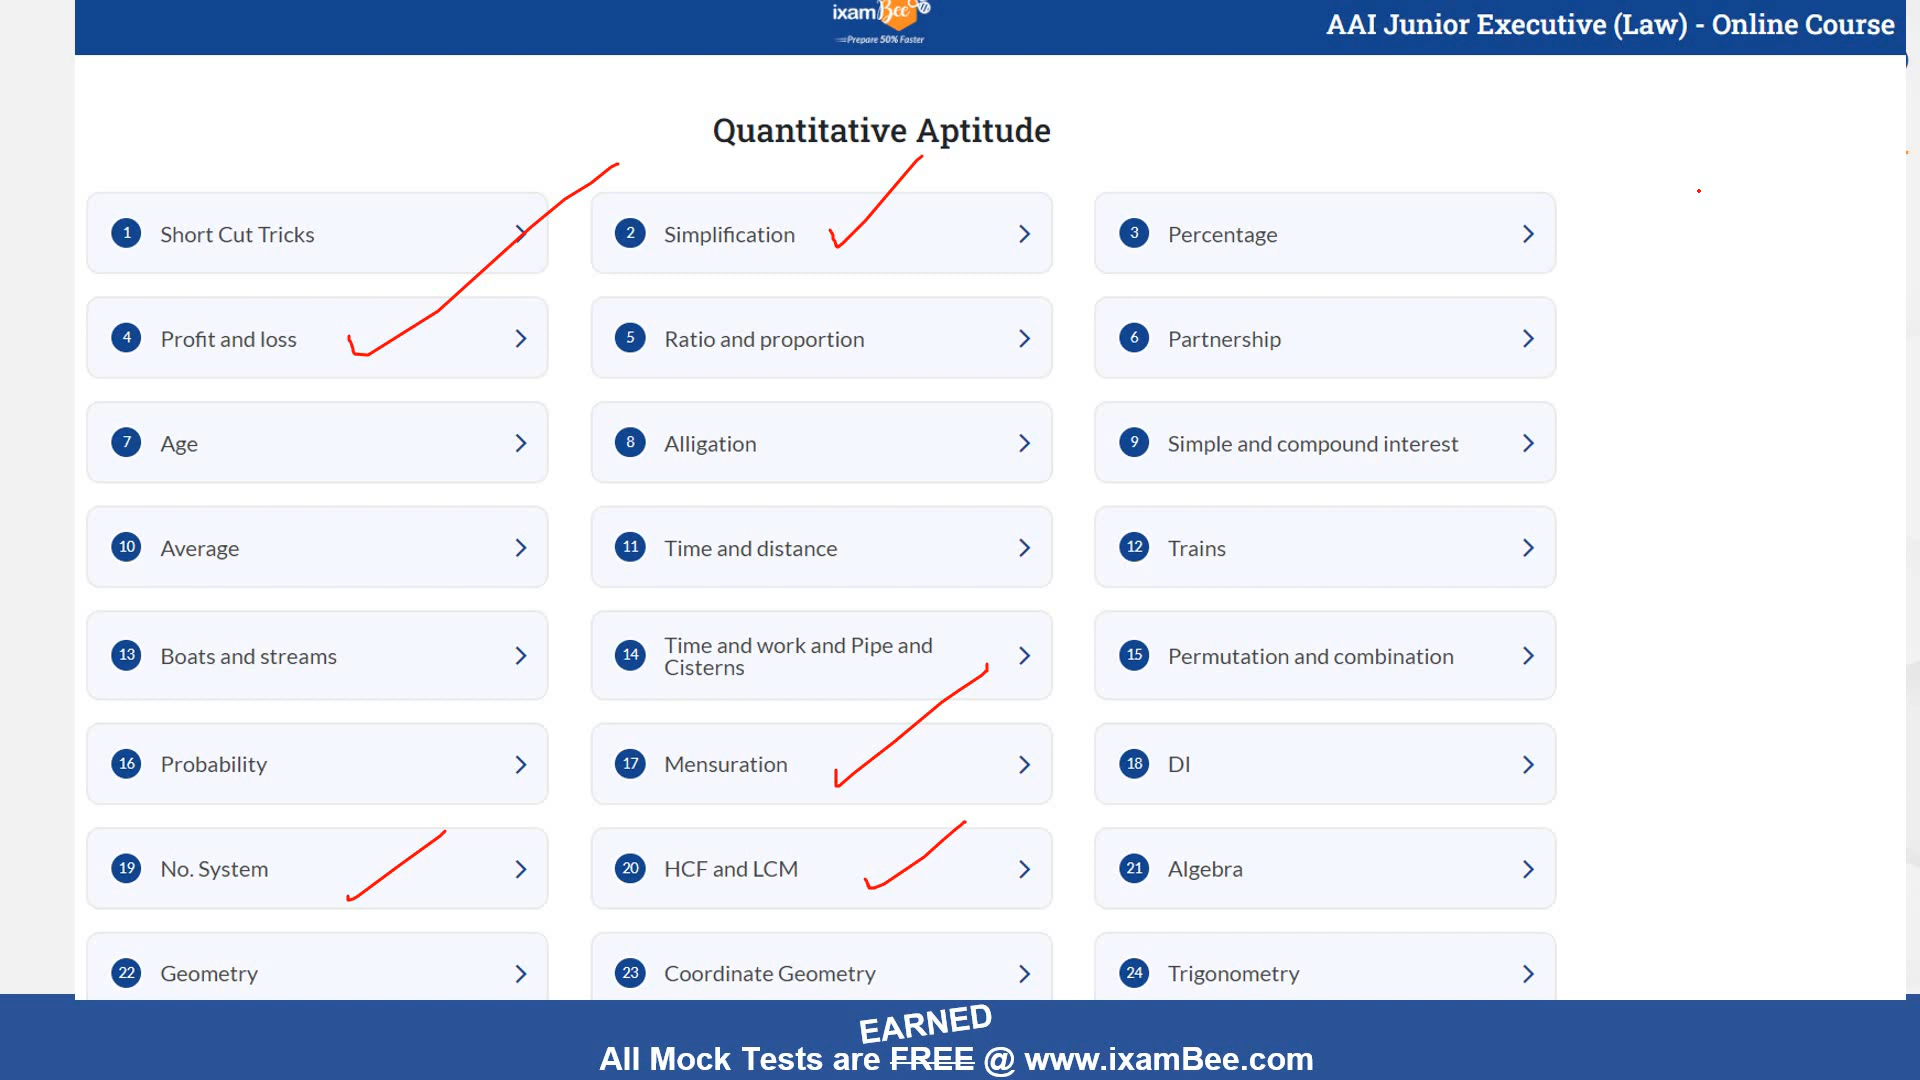 ixamBee
Prepare 50% Faster
AAI Junior Executive (Law) - Online Course
Quantitative Aptitude
1 Short Cut Tricks
2 Simplification
3 Percentage
4 Profit and loss
5 Ratio and proportion
6 Partnership
7 Age
8 Alligation
9 Simple and compound interest
10 Average
11 Time and distance
12 Trains
13 Boats and streams
14 Time and work and Pipe and
Cisterns
15 Permutation and combination
16 Probability
17 Mensuration
18 DI
19 No. System
20 HCF and LCM
21 Algebra
22 Geometry
23 Coordinate Geometry
24 Trigonometry
EARNED
All Mock Tests are FREE @ www.ixamBee.com